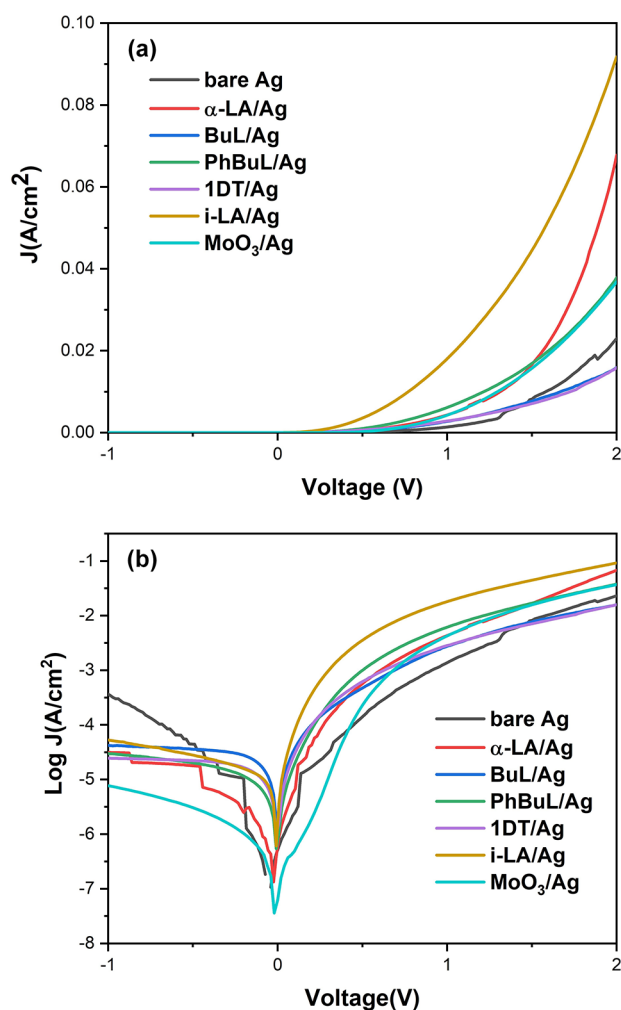 (a)
bare Ag
α-LA/Ag
BuL/Ag
PhBuL/Ag
1DT/Ag
i-LA/Ag
MoO₃/Ag
J(A/cm²)
0.10
0.08
0.06
0.04
0.02
0.00
-1
0
1
2
Voltage (V)
(b)
Log J(A/cm²)
-1
-2
-3
-4
-5
-6
-7
-8
bare Ag
α-LA/Ag
BuL/Ag
PhBuL/Ag
1DT/Ag
i-LA/Ag
MoO₃/Ag
-1
0
1
2
Voltage(V)